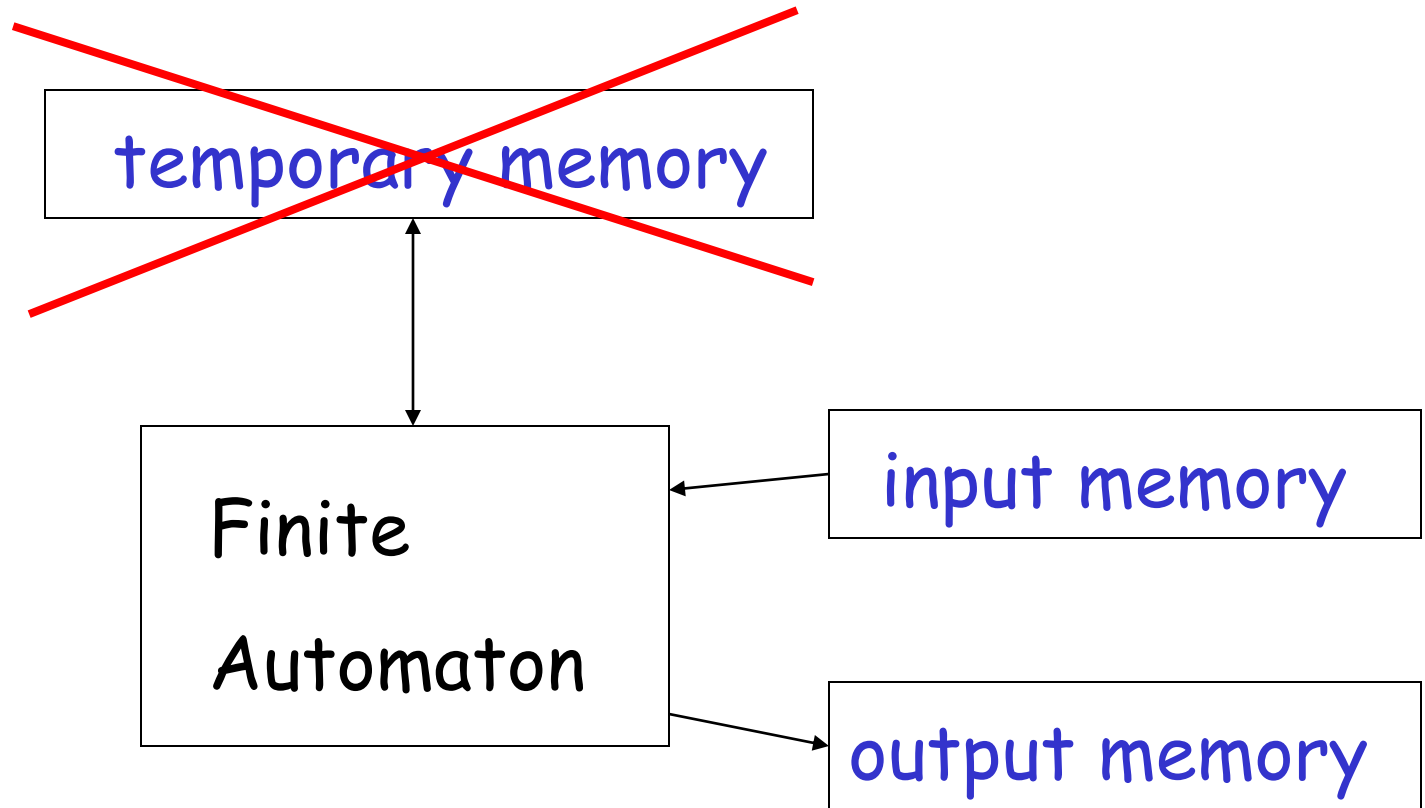 temporary memory
input memory
Finite
Automaton
output memory